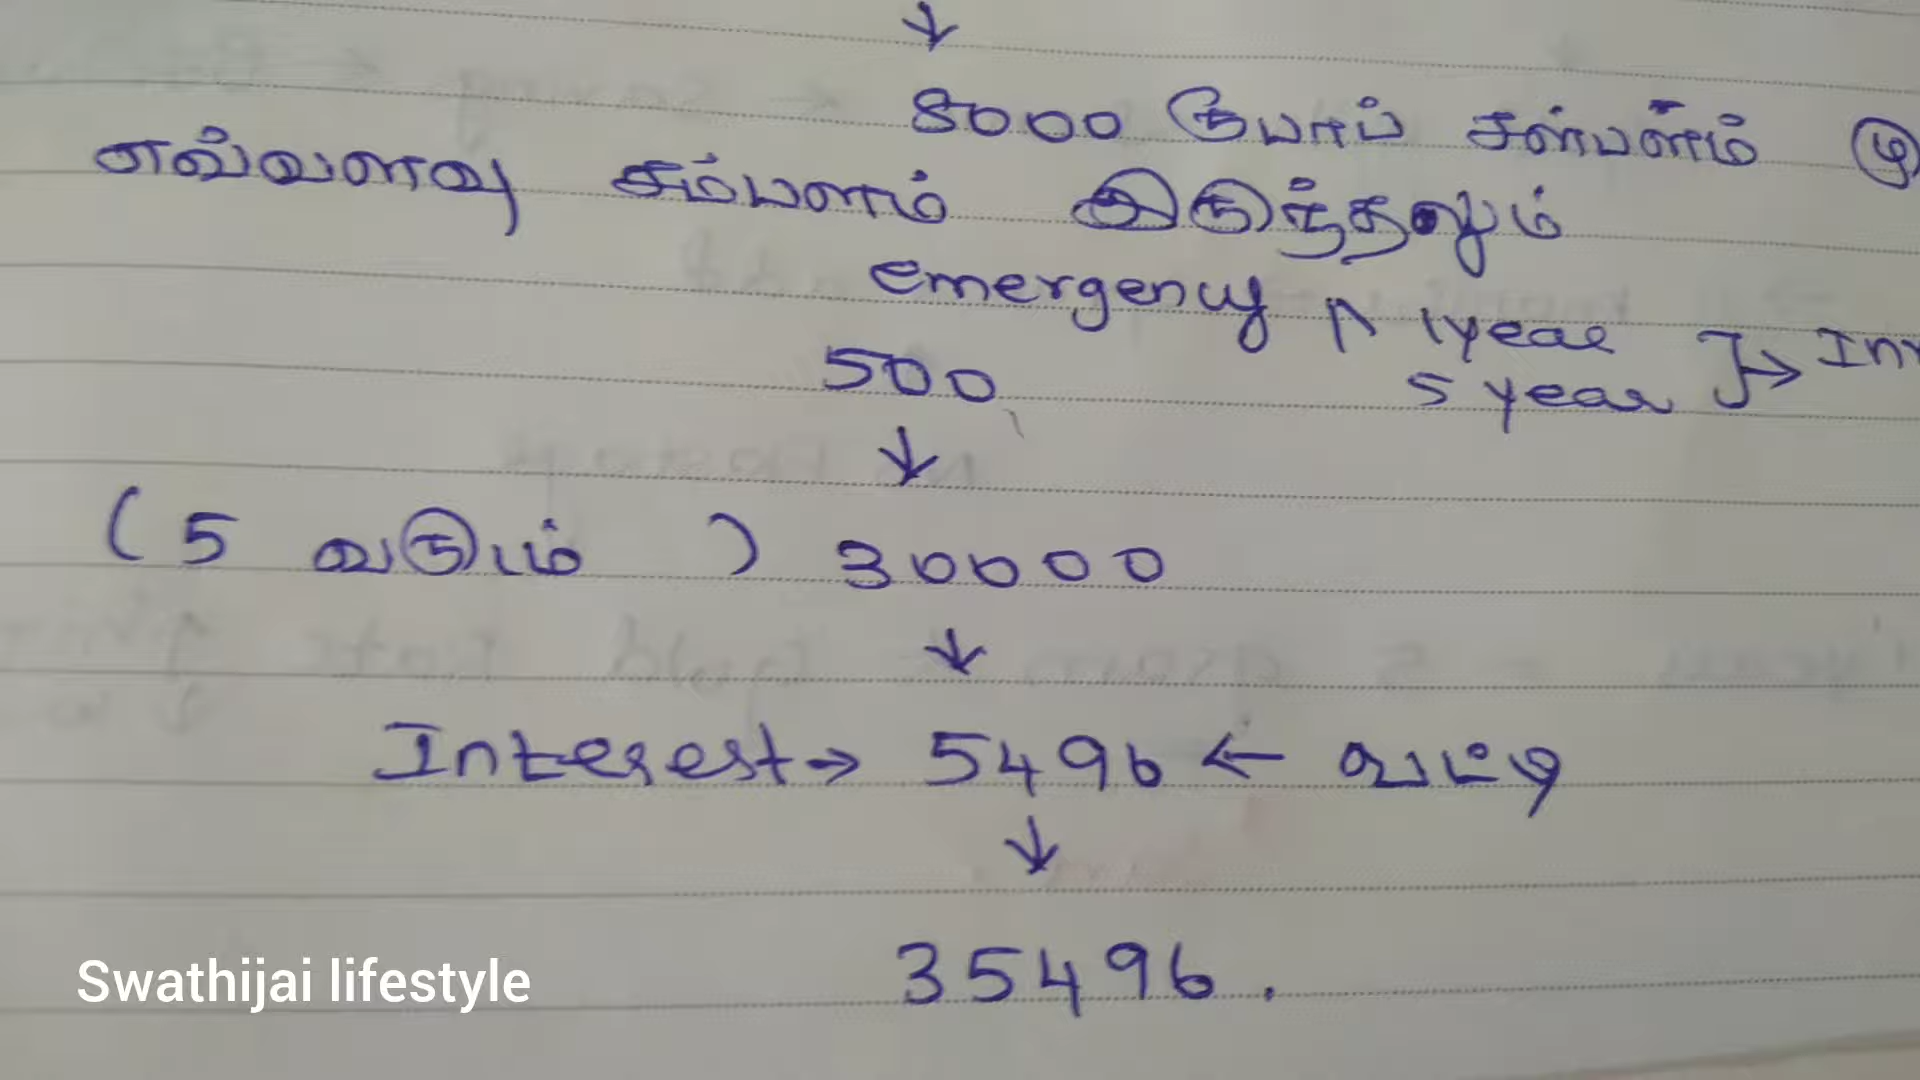 8000 ரூபாய் சம்பளம்
எவ்வளவு சம்பளம் இருந்தலும்
emergency 1 year
500 5 year
(5 வருடம்) 30000
Interest → 5496 ← வட்டி
35496.
Swathijai lifestyle